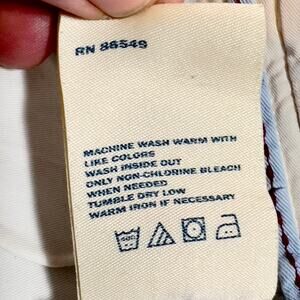 RN 86549
MACHINE WASH WARM WITH
LIKE COLORS
WASH INSIDE OUT
ONLY NON-CHLORINE BLEACH
WHEN NEEDED
TUMBLE DRY LOW
WARM IRON IF NECESSARY